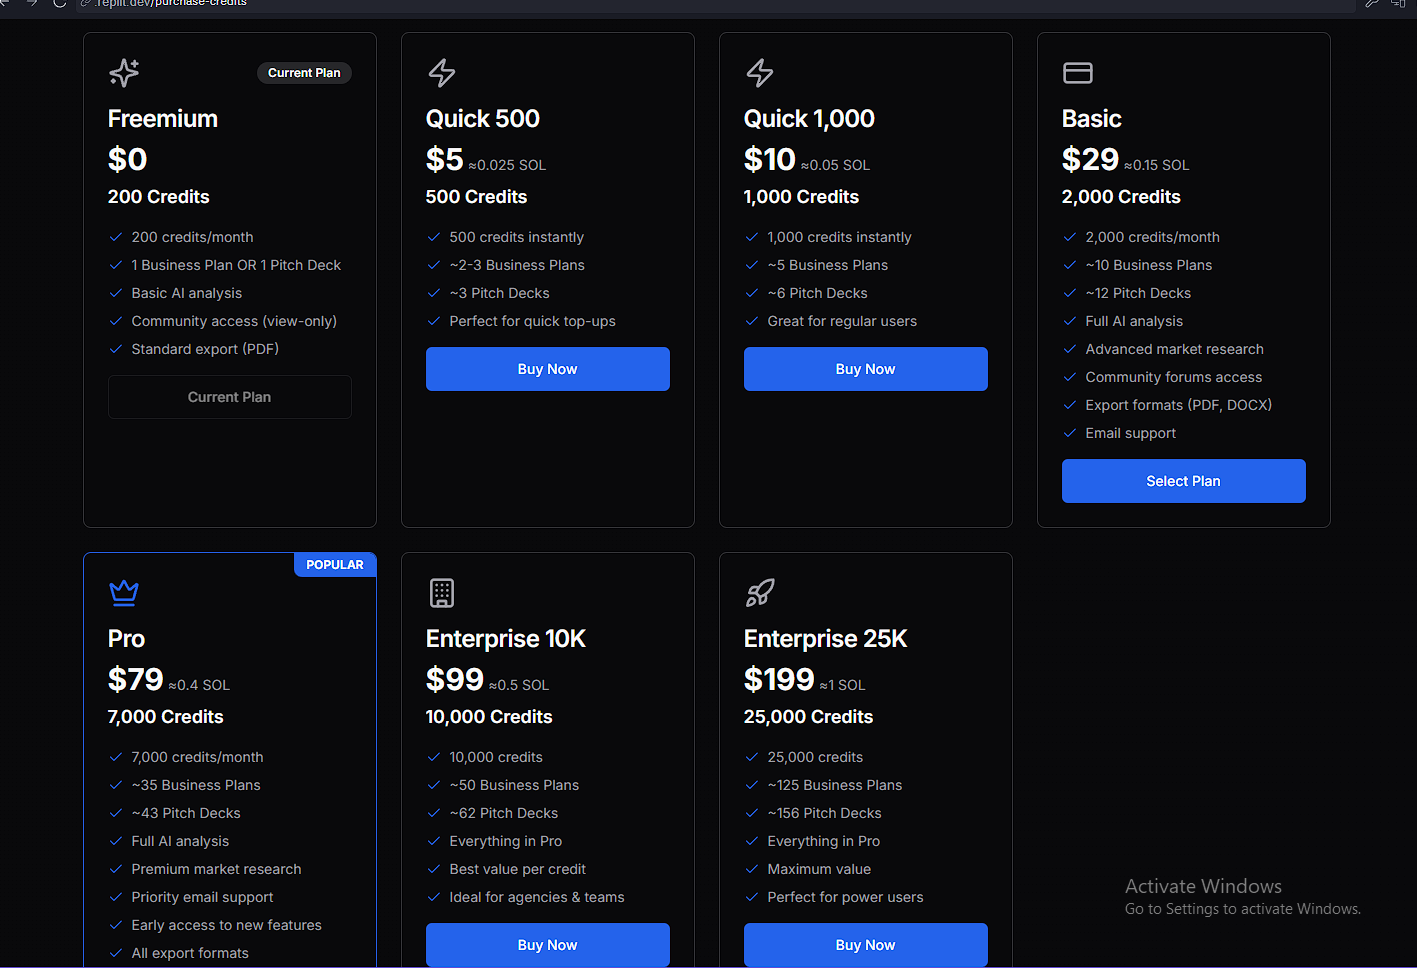 .replit.dev/purchase-credits
Current Plan
Freemium
$0
200 Credits
200 credits/month
1 Business Plan OR 1 Pitch Deck
Basic AI analysis
Community access (view-only)
Standard export (PDF)
Current Plan
Quick 500
$5 ≈0.025 SOL
500 Credits
500 credits instantly
~2-3 Business Plans
~3 Pitch Decks
Perfect for quick top-ups
Buy Now
Quick 1,000
$10 ≈0.05 SOL
1,000 Credits
1,000 credits instantly
~5 Business Plans
~6 Pitch Decks
Great for regular users
Buy Now
Basic
$29 ≈0.15 SOL
2,000 Credits
2,000 credits/month
~10 Business Plans
~12 Pitch Decks
Full AI analysis
Advanced market research
Community forums access
Export formats (PDF, DOCX)
Email support
Select Plan
POPULAR
Pro
$79 ≈0.4 SOL
7,000 Credits
7,000 credits/month
~35 Business Plans
~43 Pitch Decks
Full AI analysis
Premium market research
Priority email support
Early access to new features
All export formats
Enterprise 10K
$99 ≈0.5 SOL
10,000 Credits
10,000 credits
~50 Business Plans
~62 Pitch Decks
Everything in Pro
Best value per credit
Ideal for agencies & teams
Buy Now
Enterprise 25K
$199 ≈1 SOL
25,000 Credits
25,000 credits
~125 Business Plans
~156 Pitch Decks
Everything in Pro
Maximum value
Perfect for power users
Buy Now
Activate Windows
Go to Settings to activate Windows.